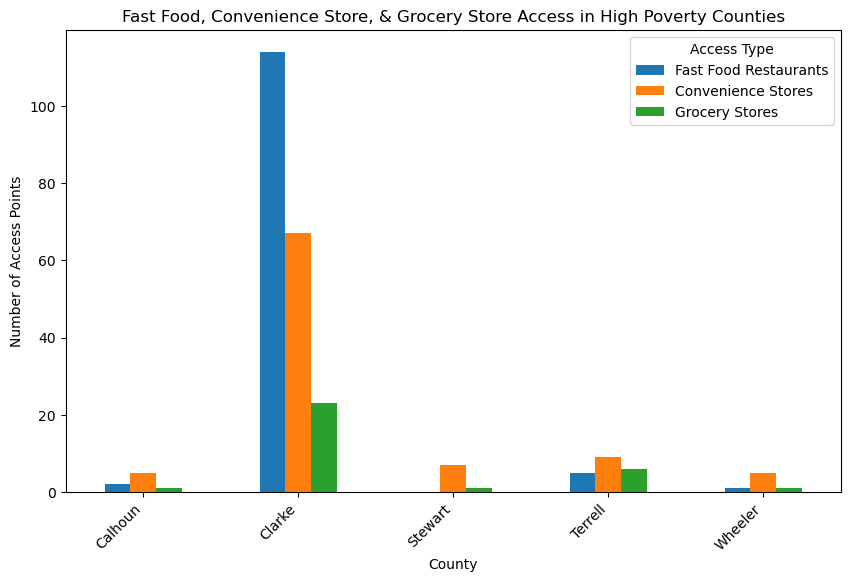 Fast Food, Convenience Store, & Grocery Store Access in High Poverty Counties
Access Type
Fast Food Restaurants
Convenience Stores
Grocery Stores
Number of Access Points
100
80
60
40
20
0
Calhoun
Clarke
Stewart
Terrell
Wheeler
County